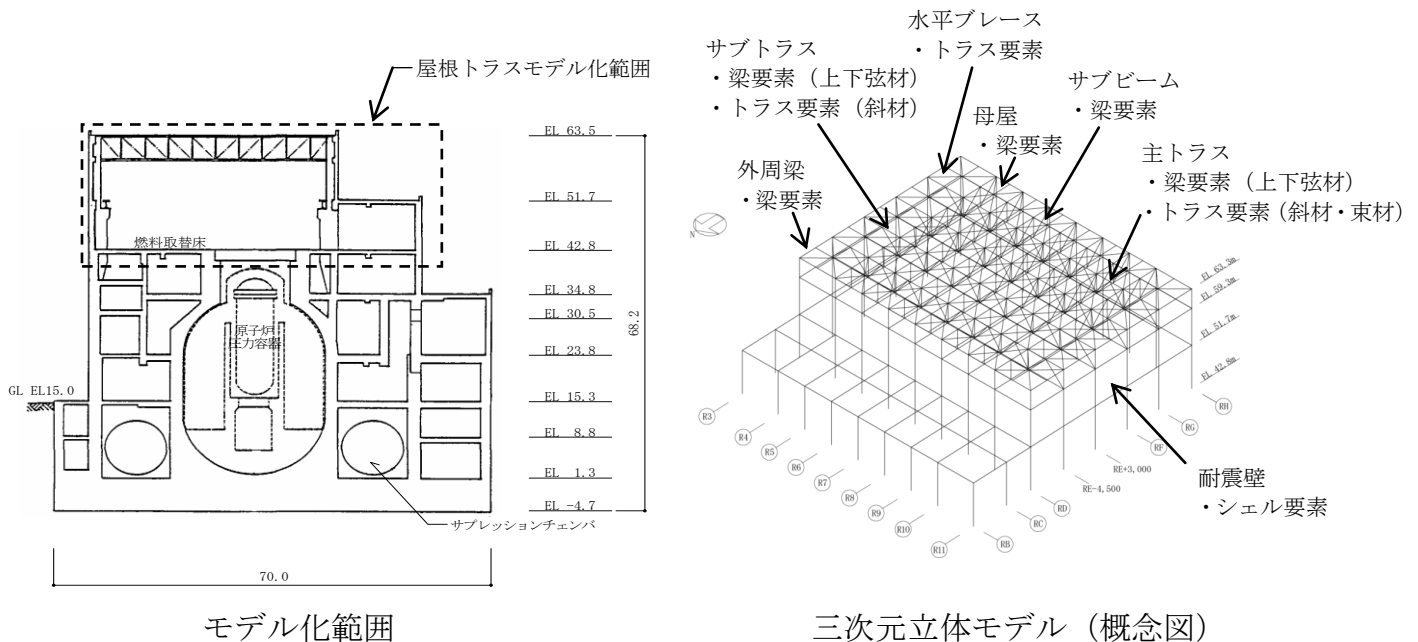 屋根トラスモデル化範囲
燃料取替床
原子炉
圧力容器
GL EL15.0
サプレッションチェンバ
EL 63.5
EL 51.7
EL 42.8
EL 34.8
EL 30.5
EL 23.8
EL 15.3
EL 8.8
EL 1.3
EL -4.7
68.2
70.0
モデル化範囲
水平ブレース
・トラス要素
サブトラス
・梁要素（上下弦材）
・トラス要素（斜材）
サブビーム
・梁要素
母屋
・梁要素
主トラス
・梁要素（上下弦材）
・トラス要素（斜材・束材）
外周梁
・梁要素
N
EL 63.3m
EL 59.3m
EL 51.7m
EL 42.8m
R3
R4
R5
R6
R7
R8
R9
R10
R11
RB
RC
RD
RE-4,500
RE+3,000
RF
RG
RH
耐震壁
・シェル要素
三次元立体モデル（概念図）